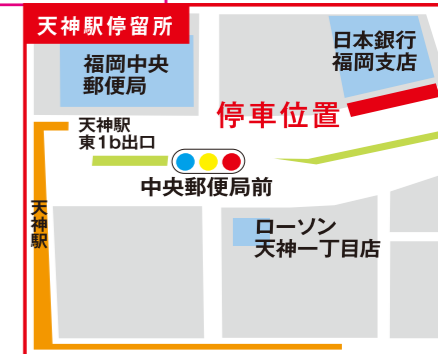 天神駅停留所
福岡中央
郵便局
日本銀行
福岡支店
停車位置
天神駅
東1b出口
中央郵便局前
天神駅
ローソン
天神一丁目店